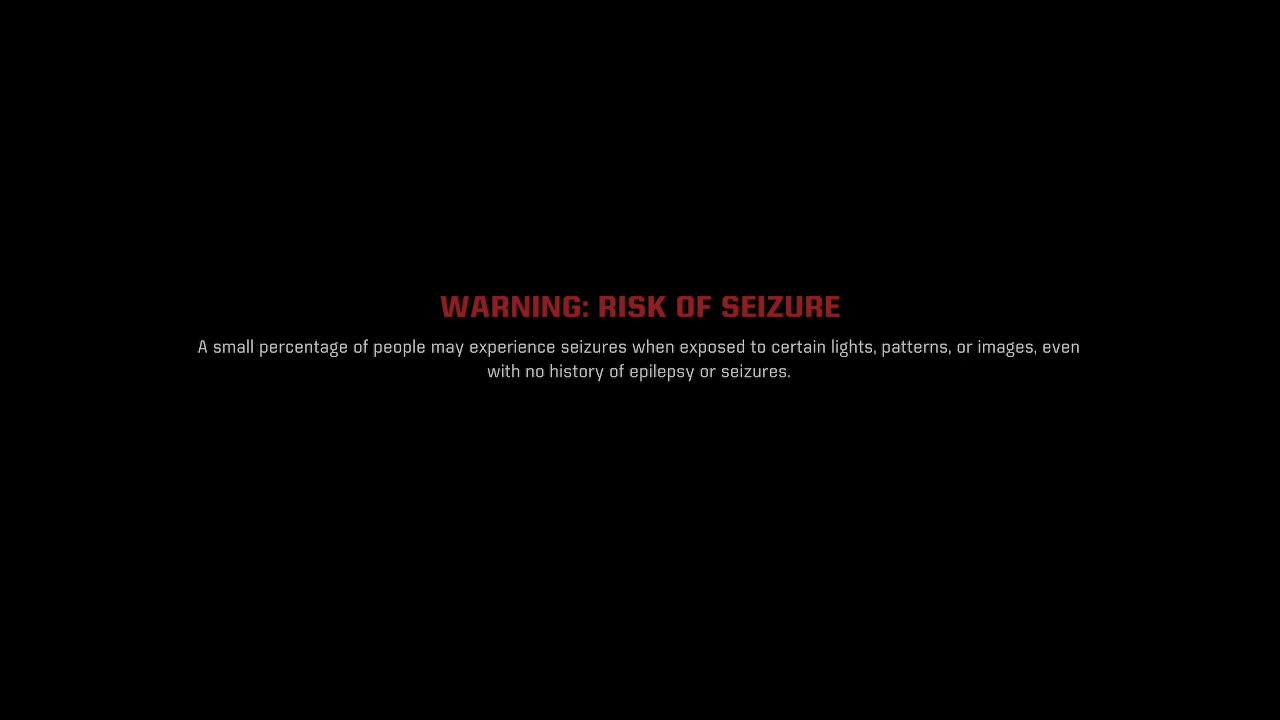 WARNING: RISK OF SEIZURE
A small percentage of people may experience seizures when exposed to certain lights, patterns, or images, even
with no history of epilepsy or seizures.